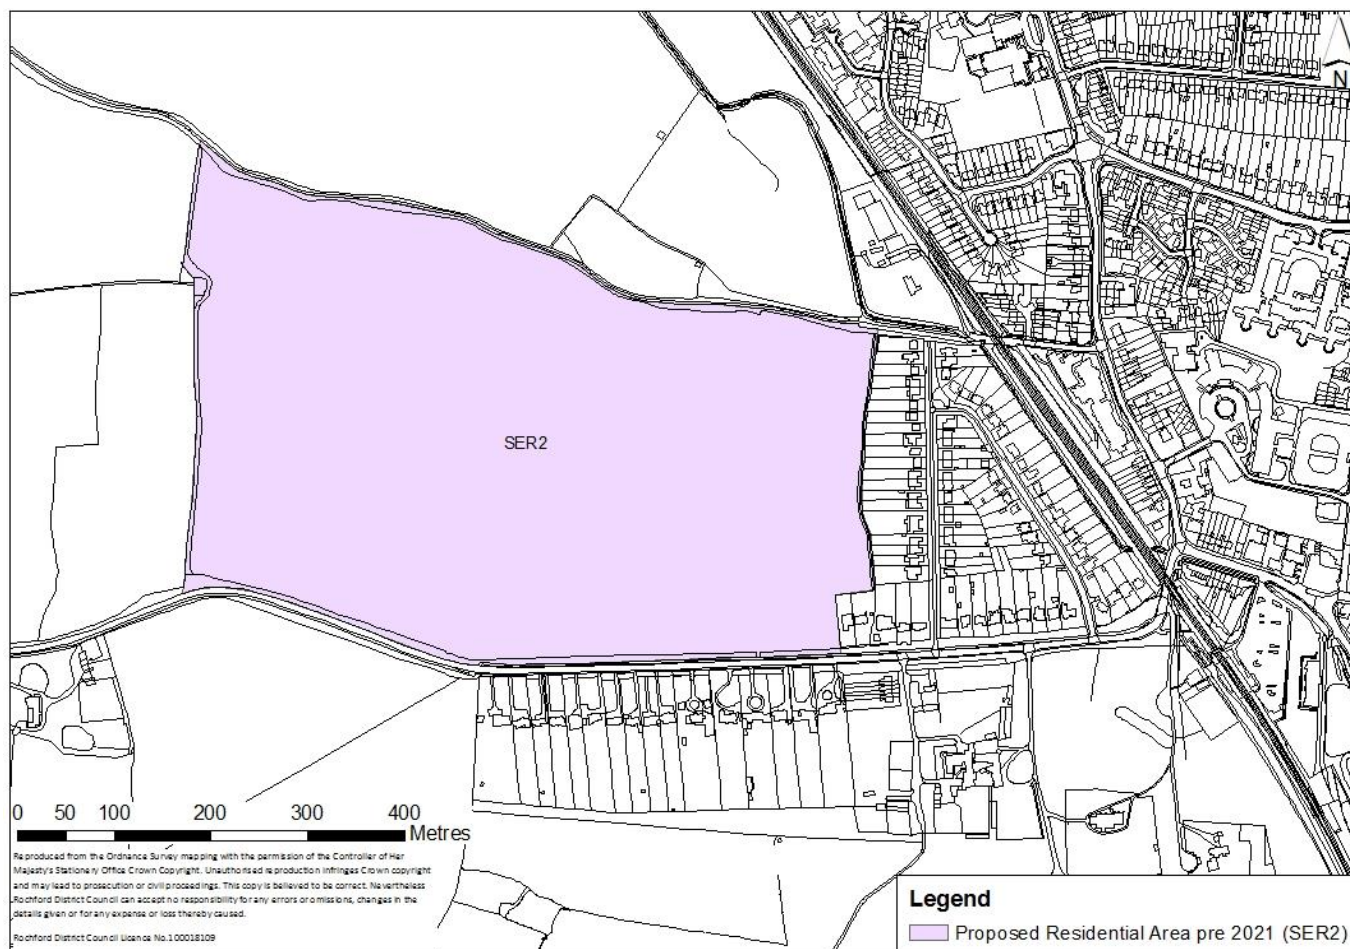 N
SER2
0 50 100 200 300 400
Metres
Reproduced from the Ordnance Survey mapping with the permission of the Controller of Her
Majesty's Stationery Office Crown Copyright. Unauthorised reproduction infringes Crown copyright
and may lead to prosecution or civil proceedings. This copy is believed to be correct. Nevertheless
Rochford District Council can accept no responsibility for any errors or omissions, changes in the
details given or for any expense or loss thereby caused.
Rochford District Council Licence No.100018109
Legend
Proposed Residential Area pre 2021 (SER2)